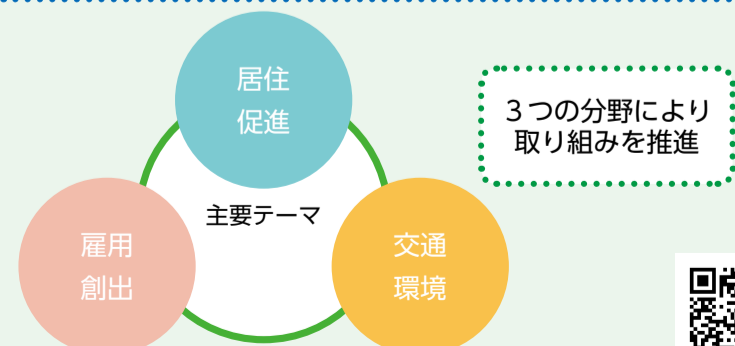 居住
促進
３つの分野により
取り組みを推進
主要テーマ
雇用
創出
交通
環境